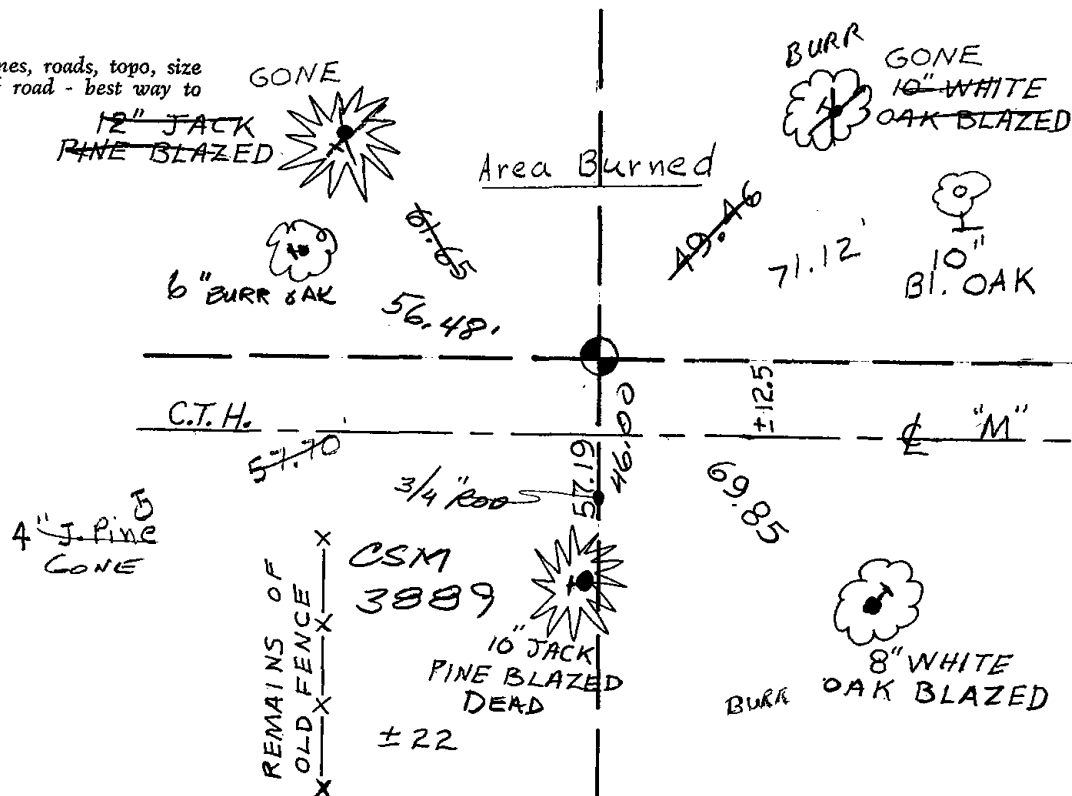 nes, roads, topo, size
road - best way to
GONE
12" JACK
PINE BLAZED
BURR
GONE
10" WHITE
OAK BLAZED
Area Burned
6" BURR OAK
61.65
56.48'
49.46
71.12'
10"
Bl. OAK
C.T.H.
57.70'
±12.5
℄ "M"
57.19
46.00
3/4" ROD
69.85
4" J. Pine
GONE
REMAINS OF
OLD FENCE
CSM
3889
10" JACK
PINE BLAZED
DEAD
±22
8" WHITE
BURR OAK BLAZED